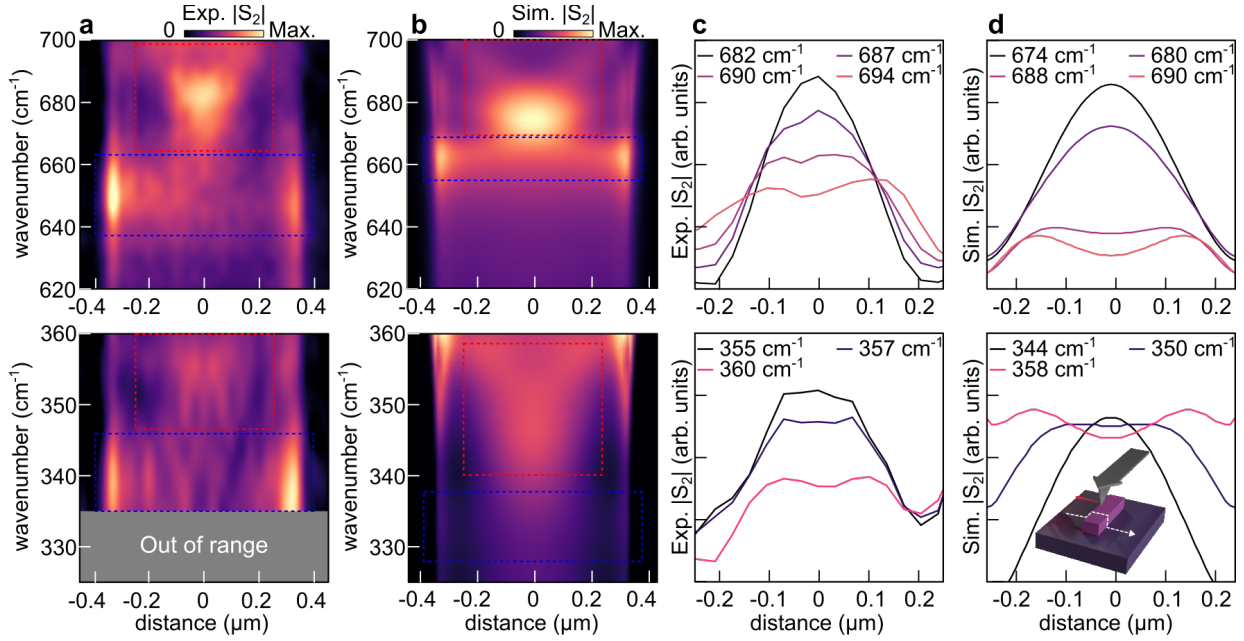 a
Exp. |S₂|
0 Max.
b
Sim. |S₂|
0 Max.
c
d
wavenumber (cm⁻¹)
700
680
660
640
620
-0.4 -0.2 0 0.2 0.4
wavenumber (cm⁻¹)
700
680
660
640
620
-0.4 -0.2 0 0.2 0.4
Exp. |S₂| (arb. units)
682 cm⁻¹ 687 cm⁻¹
690 cm⁻¹ 694 cm⁻¹
-0.2 -0.1 0 0.1 0.2
Sim. |S₂| (arb. units)
674 cm⁻¹ 680 cm⁻¹
688 cm⁻¹ 690 cm⁻¹
-0.2 -0.1 0 0.1 0.2
wavenumber (cm⁻¹)
360
350
340
330
Out of range
-0.4 -0.2 0 0.2 0.4
distance (μm)
wavenumber (cm⁻¹)
360
350
340
330
-0.4 -0.2 0 0.2 0.4
distance (μm)
Exp. |S₂| (arb. units)
355 cm⁻¹ 357 cm⁻¹
360 cm⁻¹
-0.2 -0.1 0 0.1 0.2
distance (μm)
Sim. |S₂| (arb. units)
344 cm⁻¹ 350 cm⁻¹
358 cm⁻¹
-0.2 -0.1 0 0.1 0.2
distance (μm)